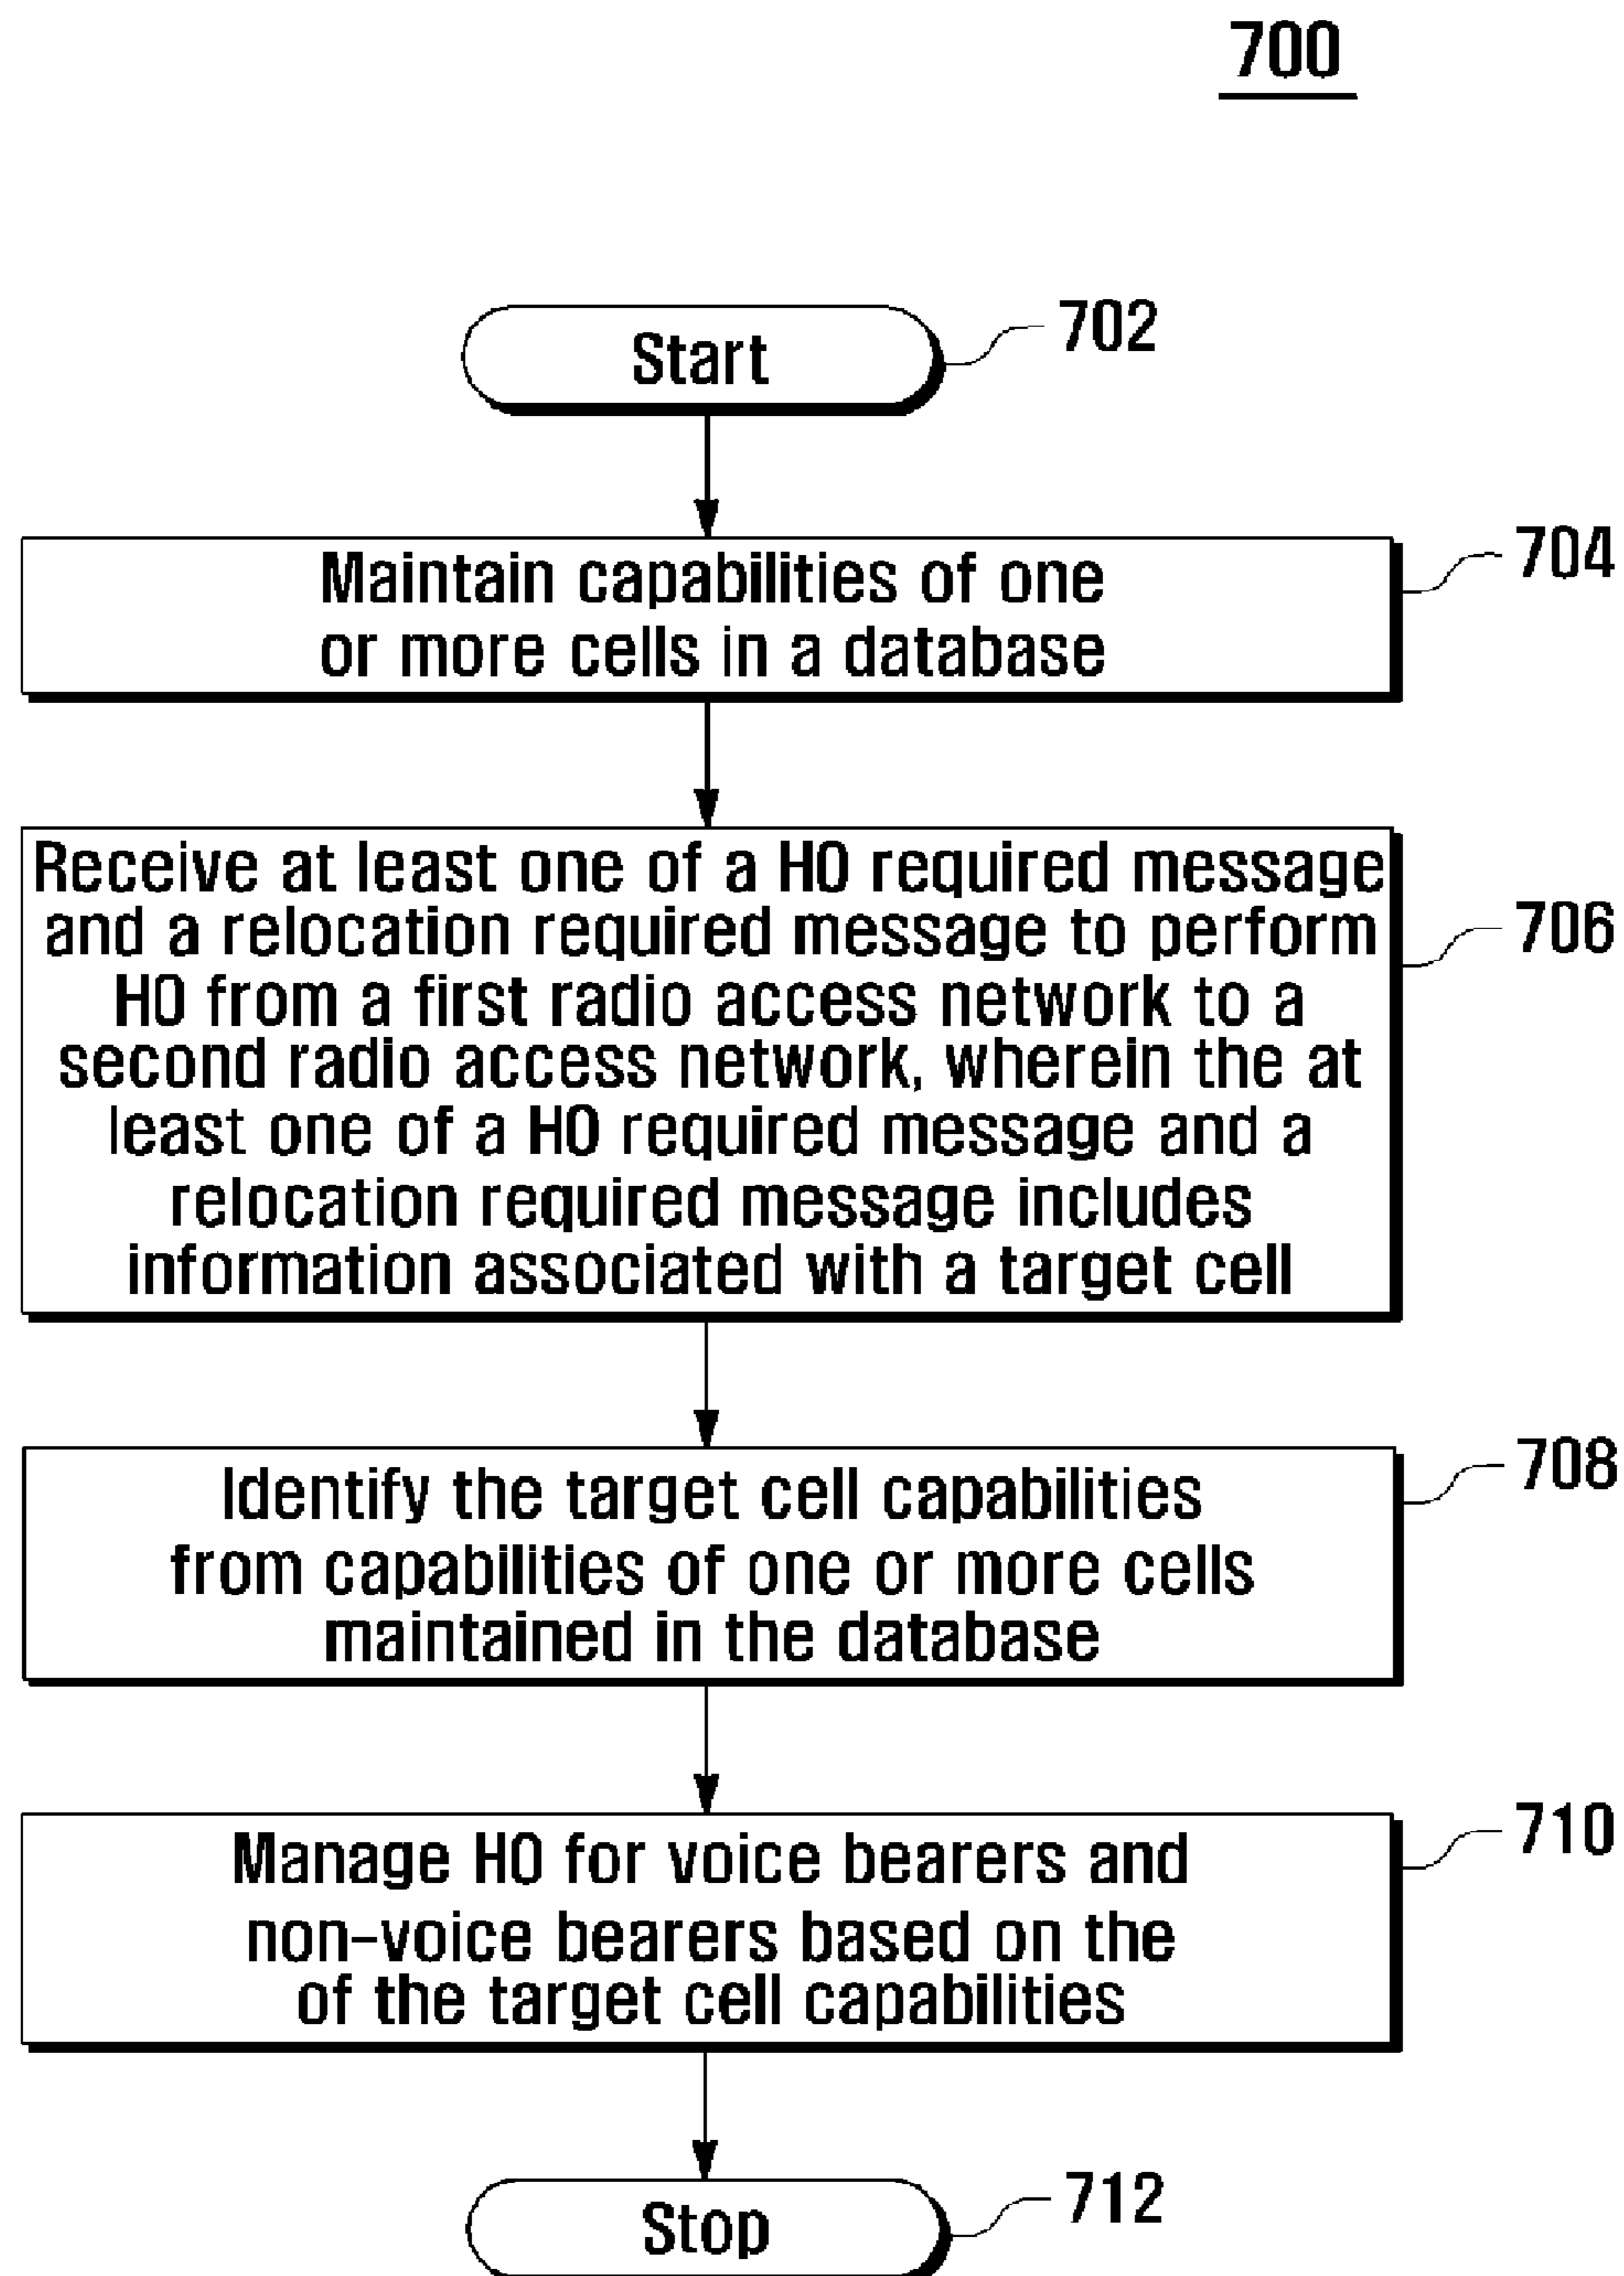 700
Start
702
Maintain capabilities of one
or more cells in a database
704
Receive at least one of a HO required message
and a relocation required message to perform
HO from a first radio access network to a
second radio access network, wherein the at
least one of a HO required message and a
relocation required message includes
information associated with a target cell
706
Identify the target cell capabilities
from capabilities of one or more cells
maintained in the database
708
Manage HO for voice bearers and
non-voice bearers based on the
of the target cell capabilities
710
Stop
712